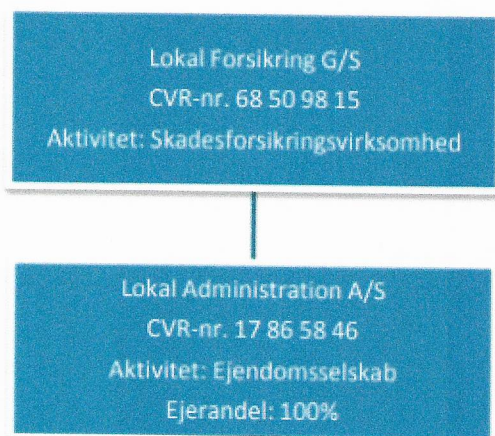 Lokal Forsikring G/S
CVR-nr. 68 50 98 15
Aktivitet: Skadesforsikringsvirksomhed
Lokal Administration A/S
CVR-nr. 17 86 58 46
Aktivitet: Ejendomsselskab
Ejerandel: 100%